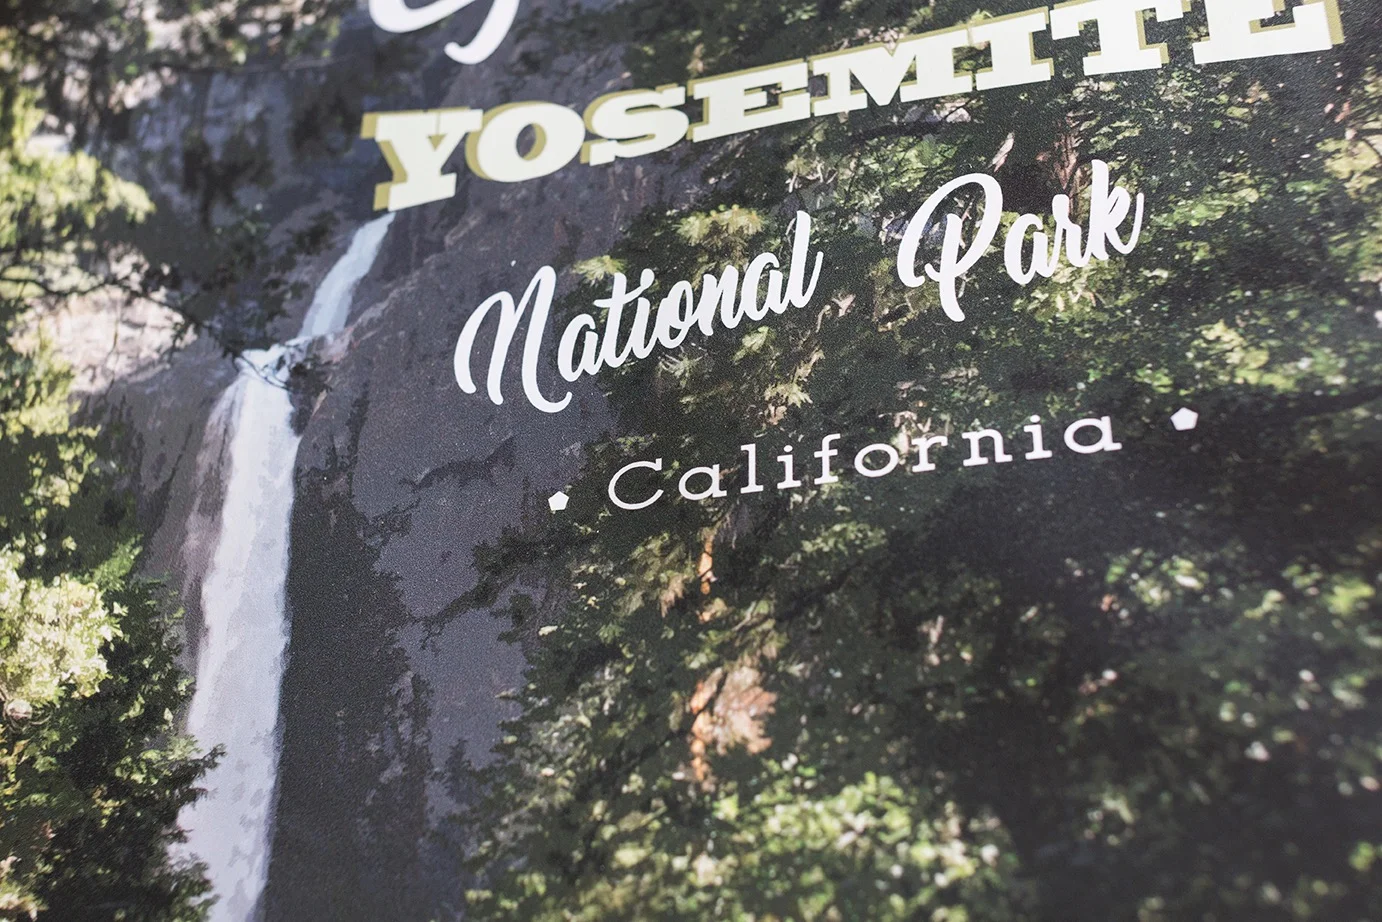 YOSEMITE
National Park
• California •